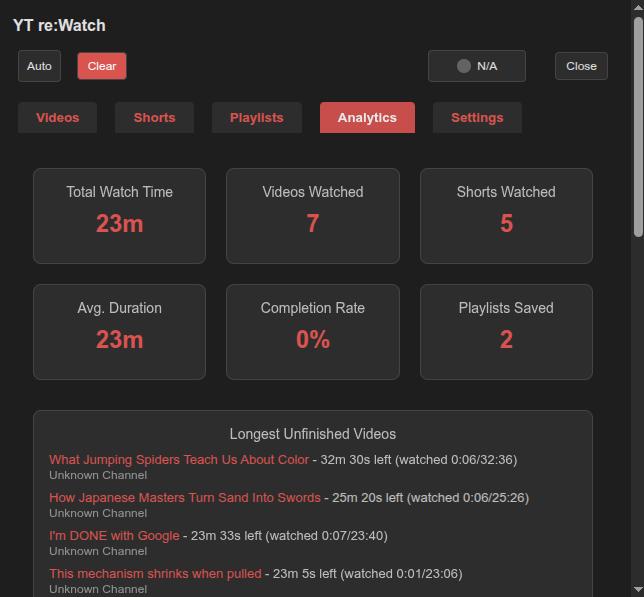 YT re:Watch
Auto
Clear
N/A
Close
Videos
Shorts
Playlists
Analytics
Settings
Total Watch Time
23m
Videos Watched
7
Shorts Watched
5
Avg. Duration
23m
Completion Rate
0%
Playlists Saved
2
Longest Unfinished Videos
What Jumping Spiders Teach Us About Color - 32m 30s left (watched 0:06/32:36)
Unknown Channel
How Japanese Masters Turn Sand Into Swords - 25m 20s left (watched 0:06/25:26)
Unknown Channel
I'm DONE with Google - 23m 33s left (watched 0:07/23:40)
Unknown Channel
This mechanism shrinks when pulled - 23m 5s left (watched 0:01/23:06)
Unknown Channel